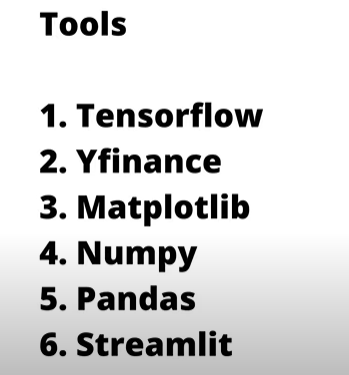 Tools
1. Tensorflow
2. Yfinance
3. Matplotlib
4. Numpy
5. Pandas
6. Streamlit